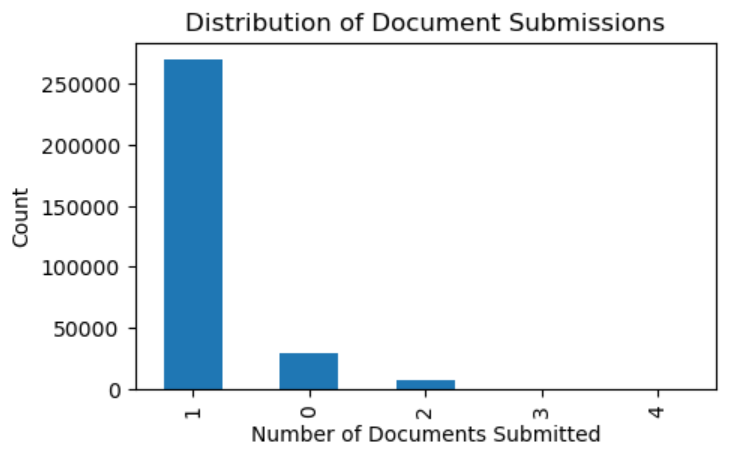 Distribution of Document Submissions
Count
250000
200000
150000
100000
50000
0
1 0 2 3 4
Number of Documents Submitted